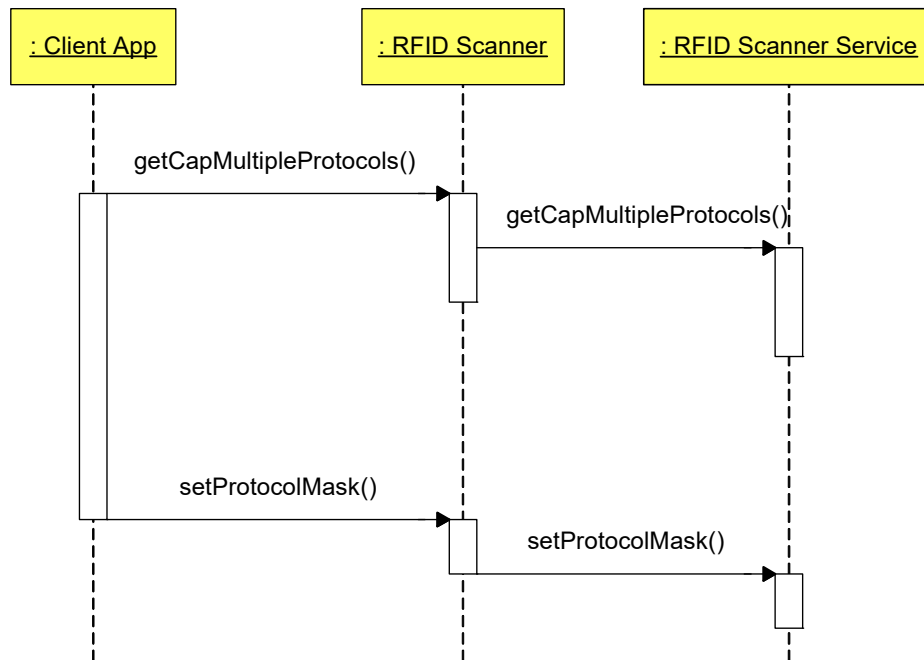 : Client App
: RFID Scanner
: RFID Scanner Service
getCapMultipleProtocols()
getCapMultipleProtocols()
setProtocolMask()
setProtocolMask()